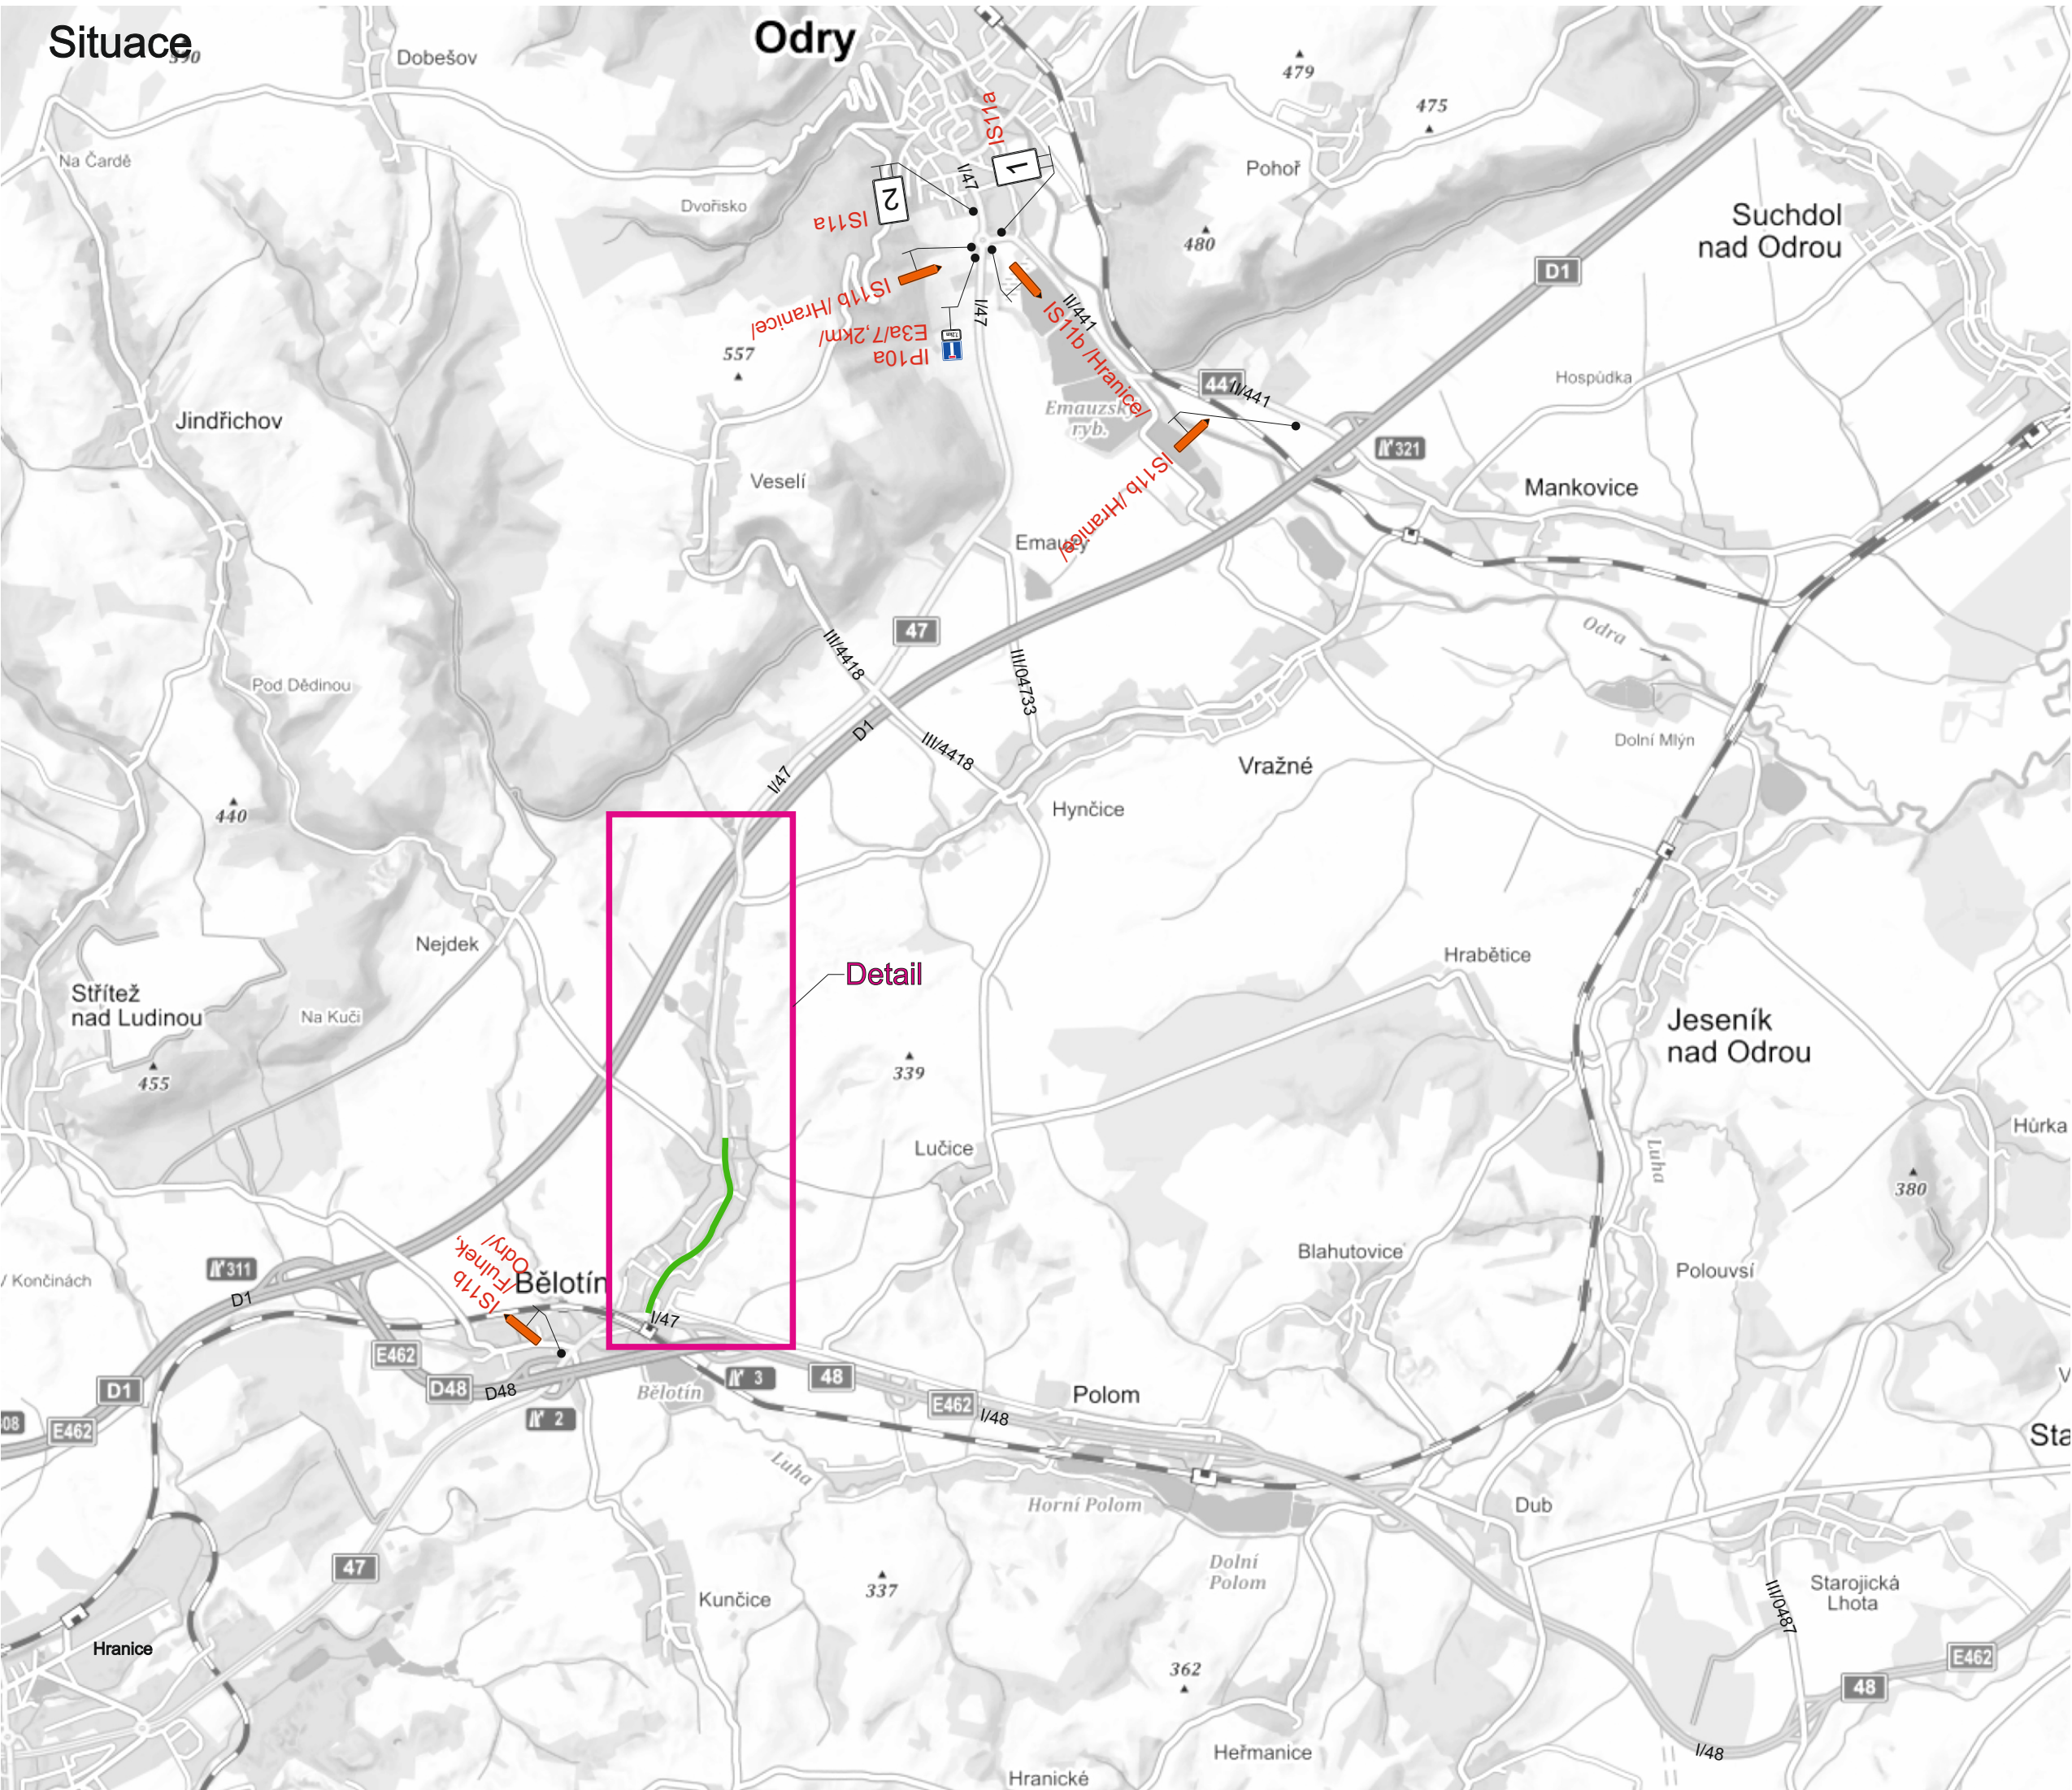 Situace
390
Dobešov
Odry
479
475
Na Čardě
IS11a
1
I/47
2
IS11a
Pohoř
Dvořisko
Suchdol
nad Odrou
480
D1
IS11b /Hranice/
E3a/7,2km/
IP10a
I/47
II/441
IS11b /Hranice/
557
441
II/441
Hospůdka
Jindřichov
Emauzský
ryb.
321
Veselí
IS11b /Hranice/
Mankovice
Emauzy
47
III/4418
Odra
III/04733
Pod Dědinou
D1
III/4418
Dolní Mlýn
Vražné
I/47
440
Hynčice
Nejdek
Hrabětice
Detail
Střítež
nad Ludinou
Na Kuči
Jeseník
nad Odrou
455
339
Hůrka
Lučice
Luha
380
IS11b
/Fulnek,
Odry/
Blahutovice
311
Polouvsí
/ Končinách
Bělotín
D1
I/47
E462
D1
D48
D48
Bělotín
3
48
E462
I/48
Polom
08
E462
2
Sta
Luha
Horní Polom
Dub
47
Dolní
Polom
337
Kunčice
Starojická
Lhota
III/0487
Hranice
E462
362
48
I/48
Heřmanice
Hranické